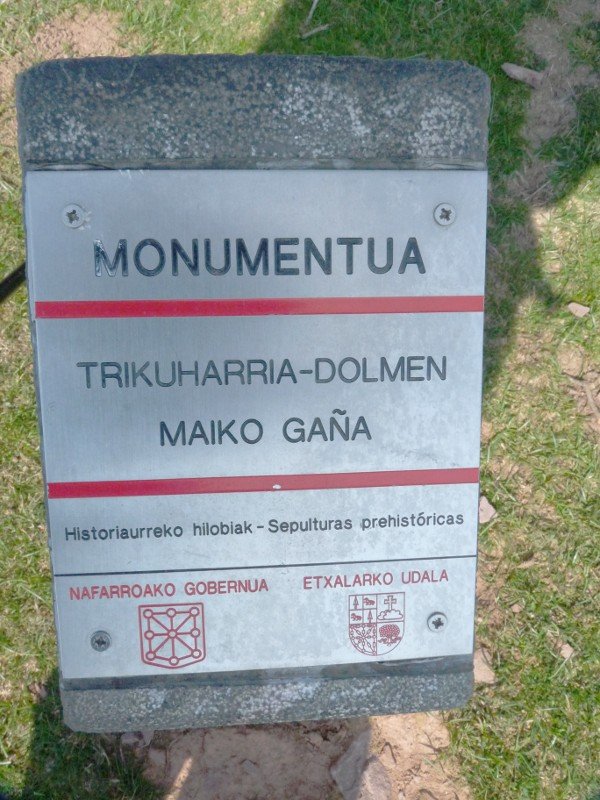 MONUMENTUA
TRIKUHARRIA-DOLMEN
MAIKO GAÑA
Historiaurreko hilobiak - Sepulturas prehistóricas
NAFARROAKO GOBERNUA
ETXALARKO UDALA